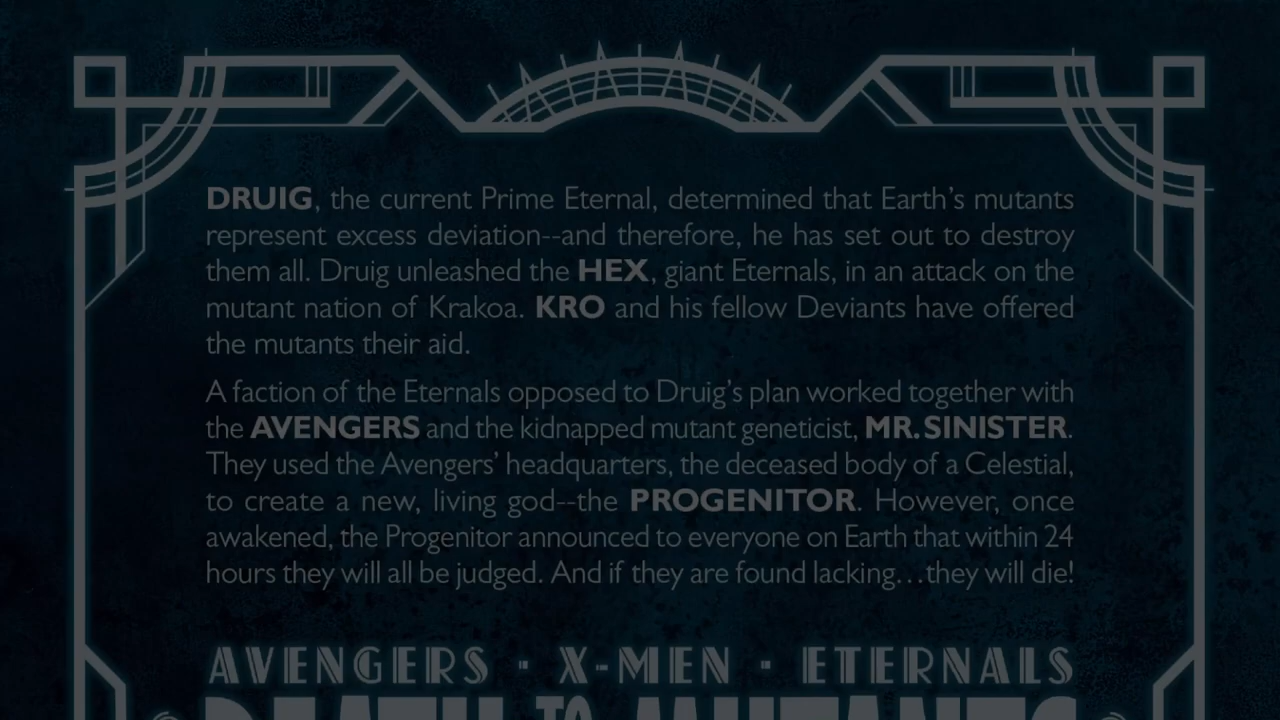 DRUIG, the current Prime Eternal, determined that Earth's mutants
represent excess deviation--and therefore, he has set out to destroy
them all. Druig unleashed the HEX, giant Eternals, in an attack on the
mutant nation of Krakoa. KRO and his fellow Deviants have offered
the mutants their aid.
A faction of the Eternals opposed to Druig's plan worked together with
the AVENGERS and the kidnapped mutant geneticist, MR. SINISTER.
They used the Avengers' headquarters, the deceased body of a Celestial,
to create a new, living god--the PROGENITOR. However, once
awakened, the Progenitor announced to everyone on Earth that within 24
hours they will all be judged. And if they are found lacking...they will die!
AVENGERS · X-MEN · ETERNALS
DEATH TO MUTANTS